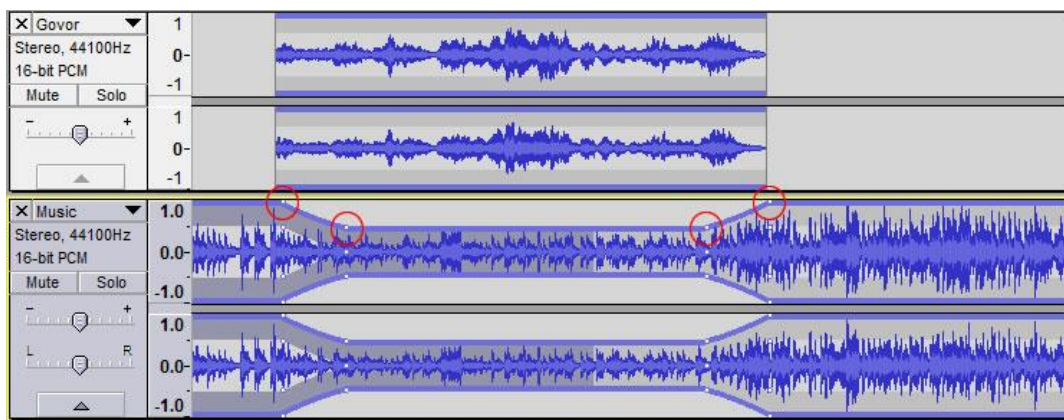 X Govor
Stereo, 44100Hz
16-bit PCM
Mute Solo
- +
1
0-
-1
1
0-
-1
X Music
Stereo, 44100Hz
16-bit PCM
Mute Solo
- +
L R
1.0
0.0-
-1.0
1.0
0.0-
-1.0